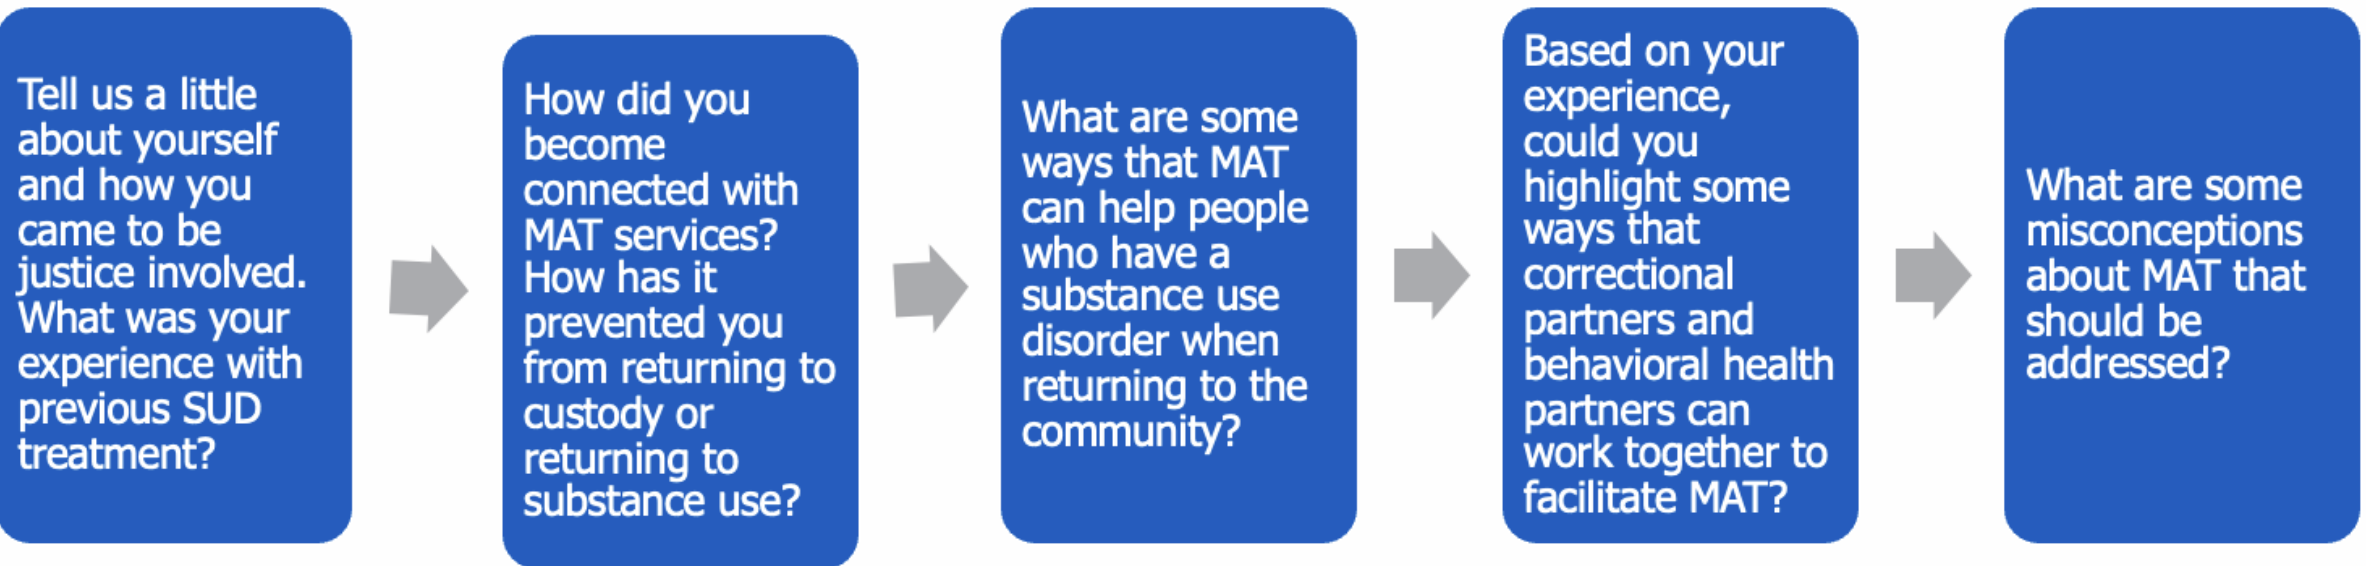 Tell us a little
about yourself
and how you
came to be
justice involved.
What was your
experience with
previous SUD
treatment?
How did you
become
connected with
MAT services?
How has it
prevented you
from returning to
custody or
returning to
substance use?
What are some
ways that MAT
can help people
who have a
substance use
disorder when
returning to the
community?
Based on your
experience,
could you
highlight some
ways that
correctional
partners and
behavioral health
partners can
work together to
facilitate MAT?
What are some
misconceptions
about MAT that
should be
addressed?